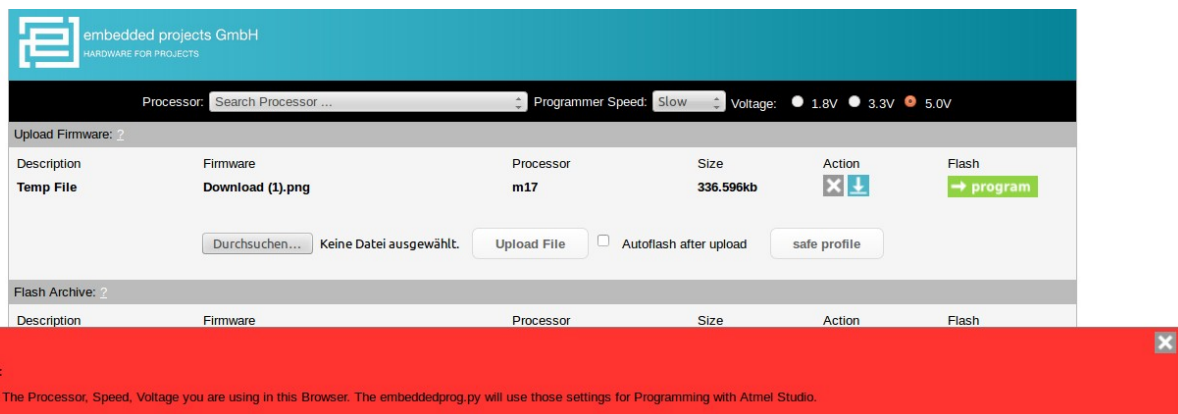 embedded projects GmbH
HARDWARE FOR PROJECTS
Processor: Search Processor ... Programmer Speed: Slow Voltage: 1.8V 3.3V 5.0V
Upload Firmware: ?
Description Firmware Processor Size Action Flash
Temp File Download (1).png m17 336.596kb program
Durchsuchen... Keine Datei ausgewählt. Upload File Autoflash after upload safe profile
Flash Archive: ?
Description Firmware Processor Size Action Flash
:
The Processor, Speed, Voltage you are using in this Browser. The embeddedprog.py will use those settings for Programming with Atmel Studio.